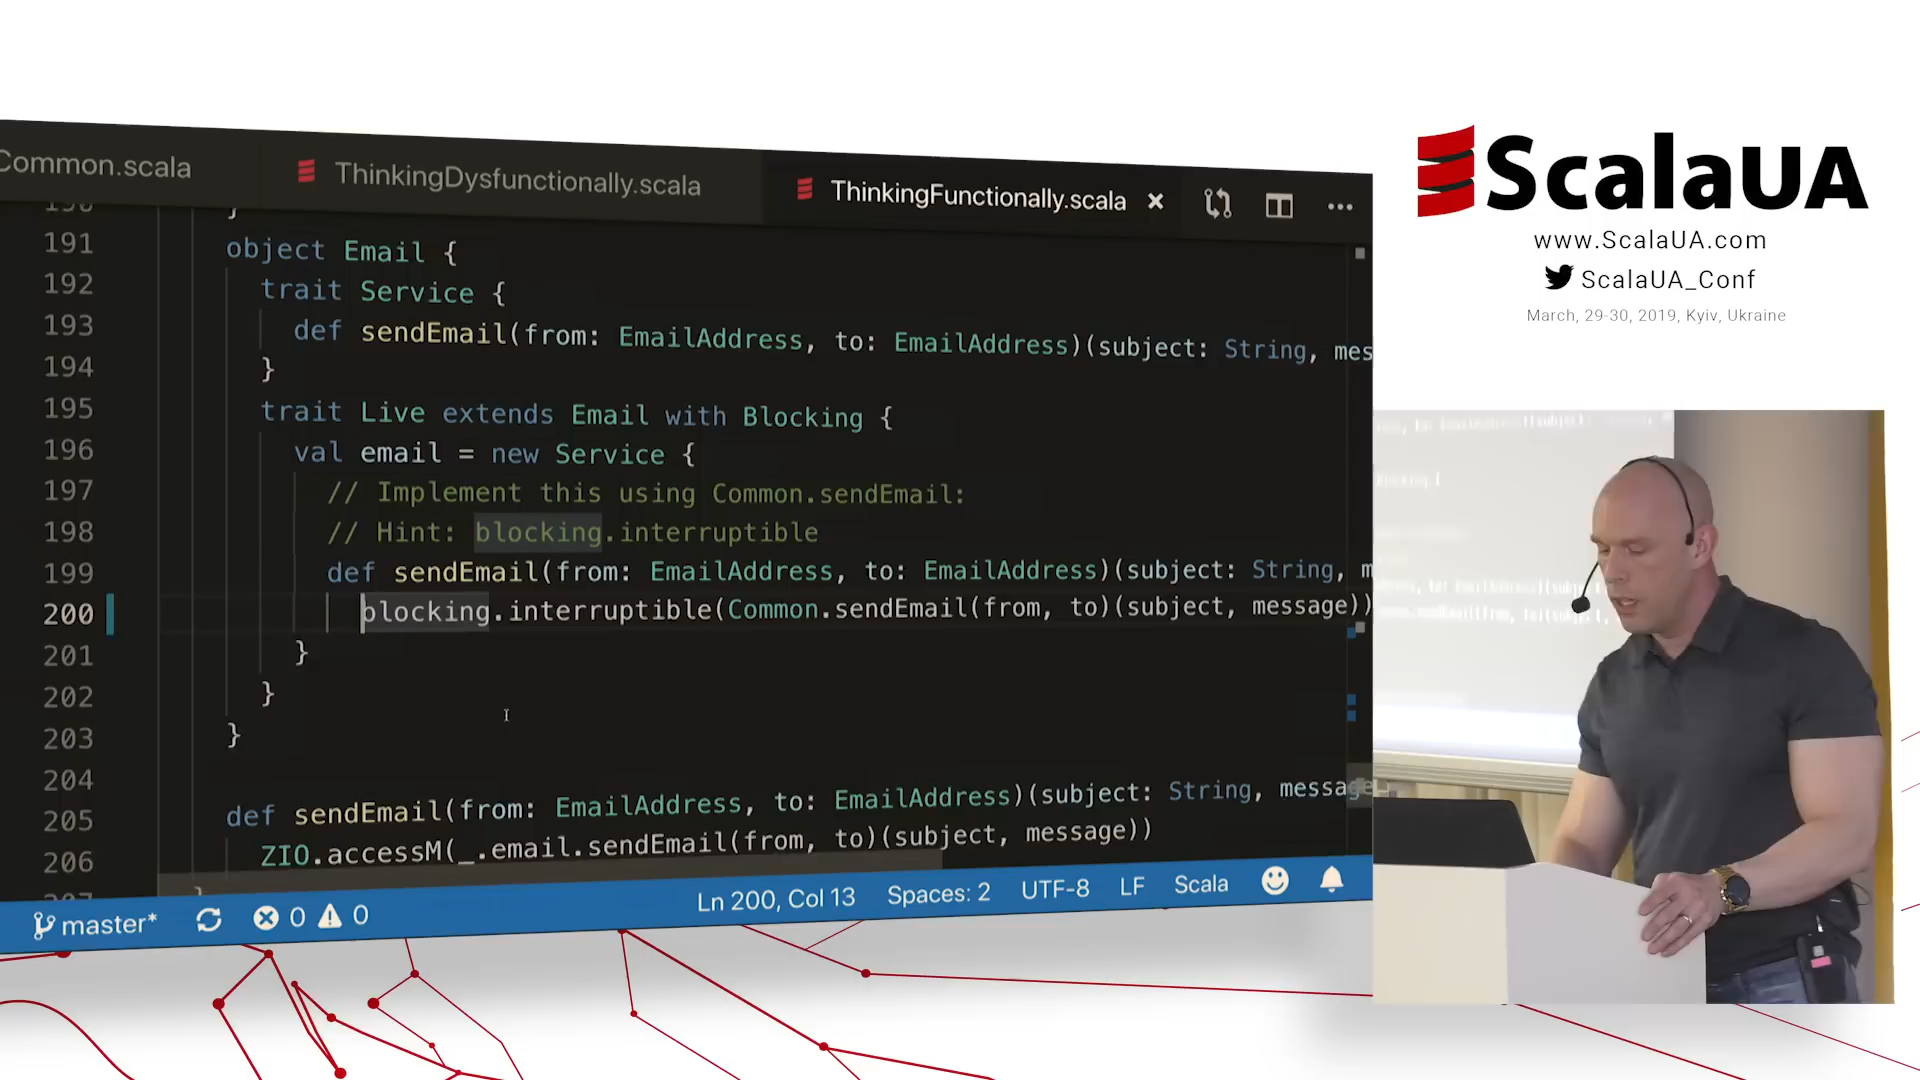 Common.scala
ThinkingDysfunctionally.scala
ThinkingFunctionally.scala ×
190 }
191 object Email {
192 trait Service {
193 def sendEmail(from: EmailAddress, to: EmailAddress)(subject: String, mes
194 }
195 trait Live extends Email with Blocking {
196 val email = new Service {
197 // Implement this using Common.sendEmail:
198 // Hint: blocking.interruptible
199 def sendEmail(from: EmailAddress, to: EmailAddress)(subject: String, m
200 blocking.interruptible(Common.sendEmail(from, to)(subject, message))
201 }
202 }
203 }
204
205 def sendEmail(from: EmailAddress, to: EmailAddress)(subject: String, message
206 ZIO.accessM(_.email.sendEmail(from, to)(subject, message))
207 }
master* 0 0 Ln 200, Col 13 Spaces: 2 UTF-8 LF Scala
ScalaUA
www.ScalaUA.com
ScalaUA_Conf
March, 29-30, 2019, Kyiv, Ukraine